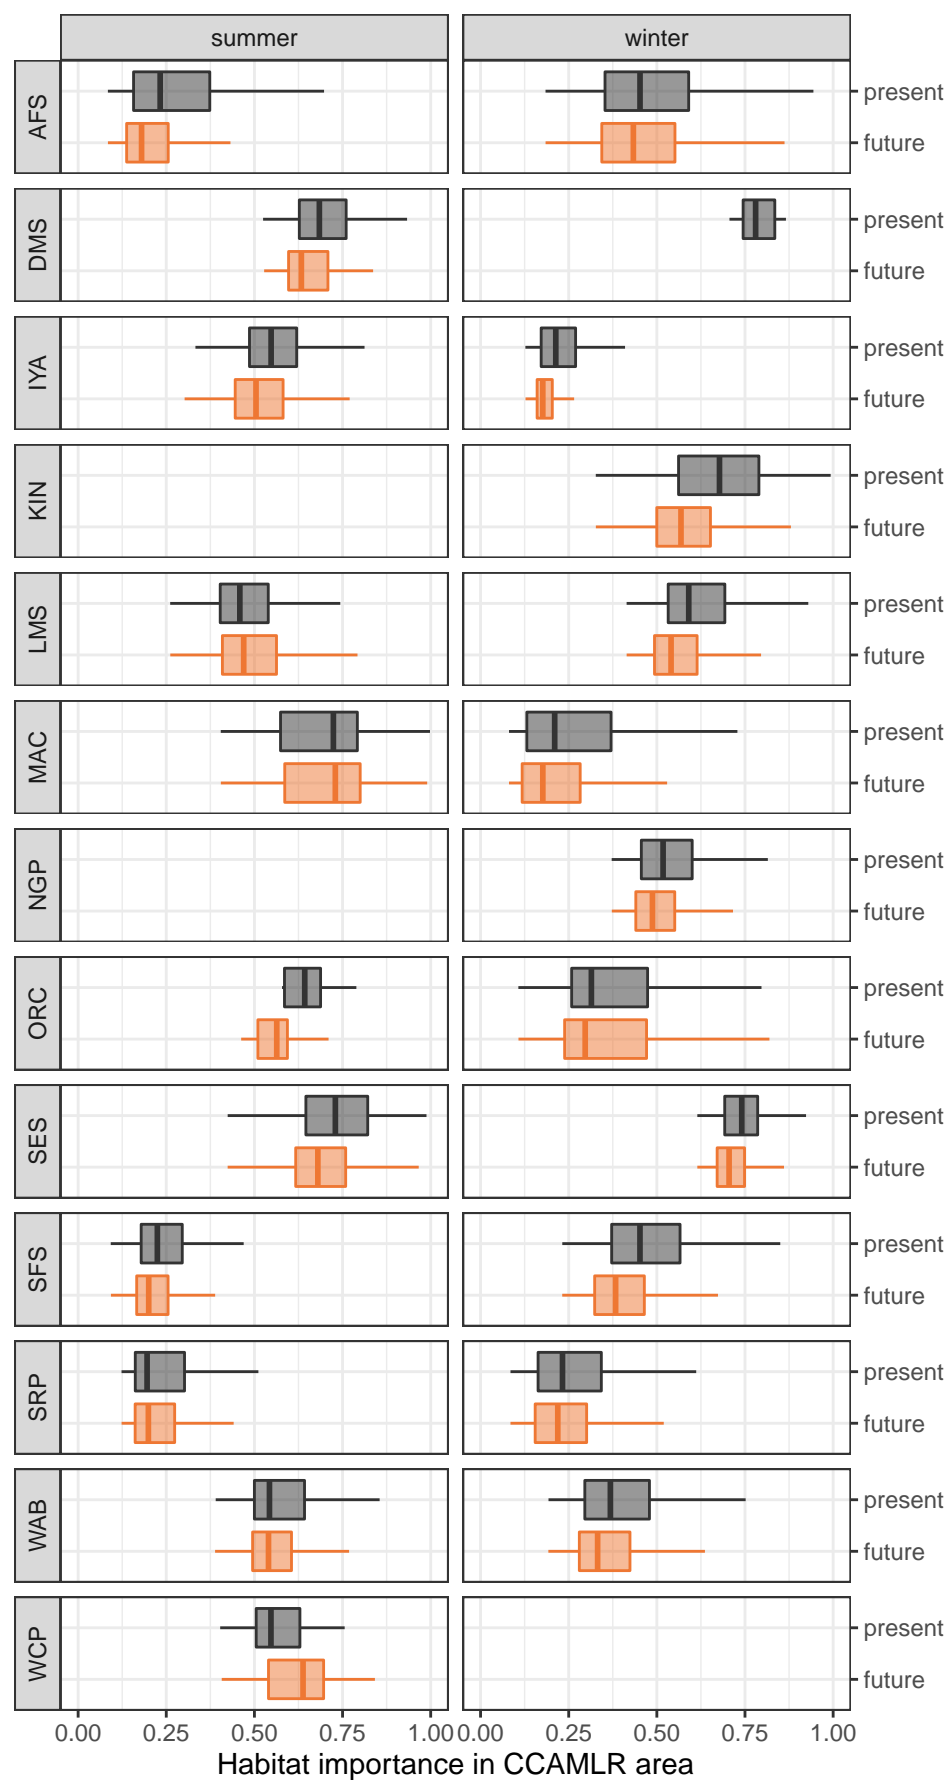 summer winter
AFS present
future
DMS present
future
IYA present
future
KIN present
future
LMS present
future
MAC present
future
NGP present
future
ORC present
future
SES present
future
SFS present
future
SRP present
future
WAB present
future
WCP present
future
0.00 0.25 0.50 0.75 1.00 0.00 0.25 0.50 0.75 1.00
Habitat importance in CCAMLR area